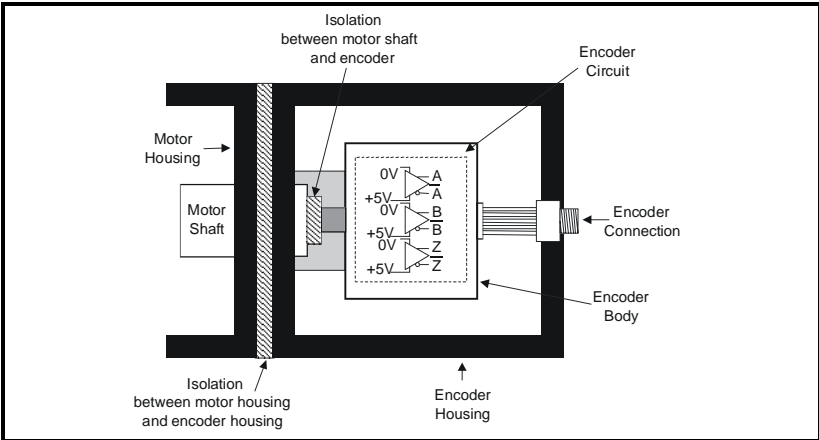 Isolation
between motor shaft
and encoder
Encoder
Circuit
Motor
Housing
Motor
Shaft
0V
A
A
+5V
0V
B
B
+5V
0V
Z
Z
+5V
Encoder
Connection
Encoder
Body
Isolation
between motor housing
and encoder housing
Encoder
Housing